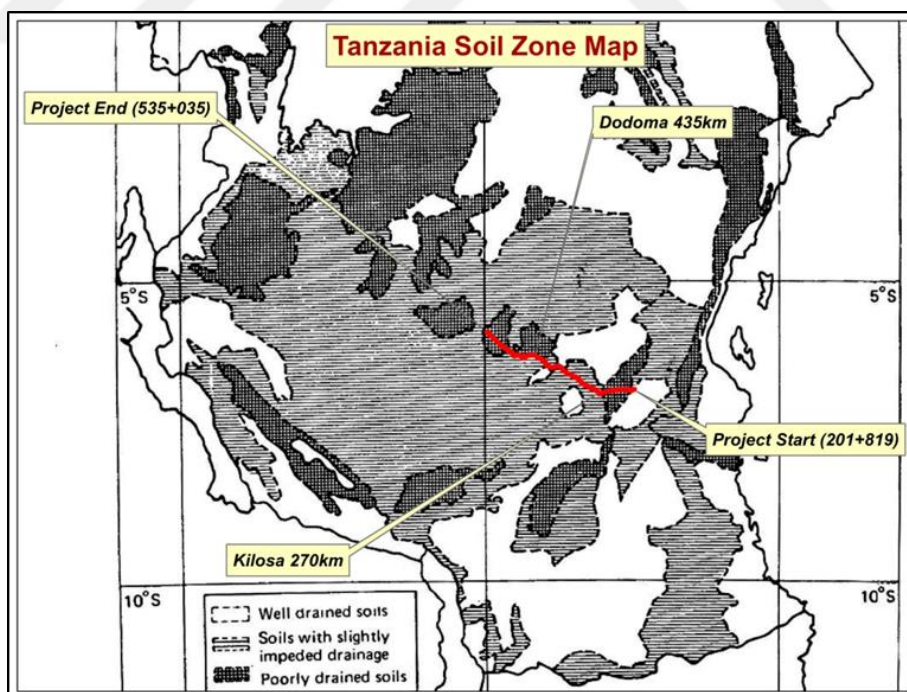 Tanzania Soil Zone Map
Project End (535+035)
Dodoma 435km
5°S
5°S
Project Start (201+819)
Kilosa 270km
10°S
10°S
Well drained soils
Soils with slightly
impeded drainage
Poorly drained soils